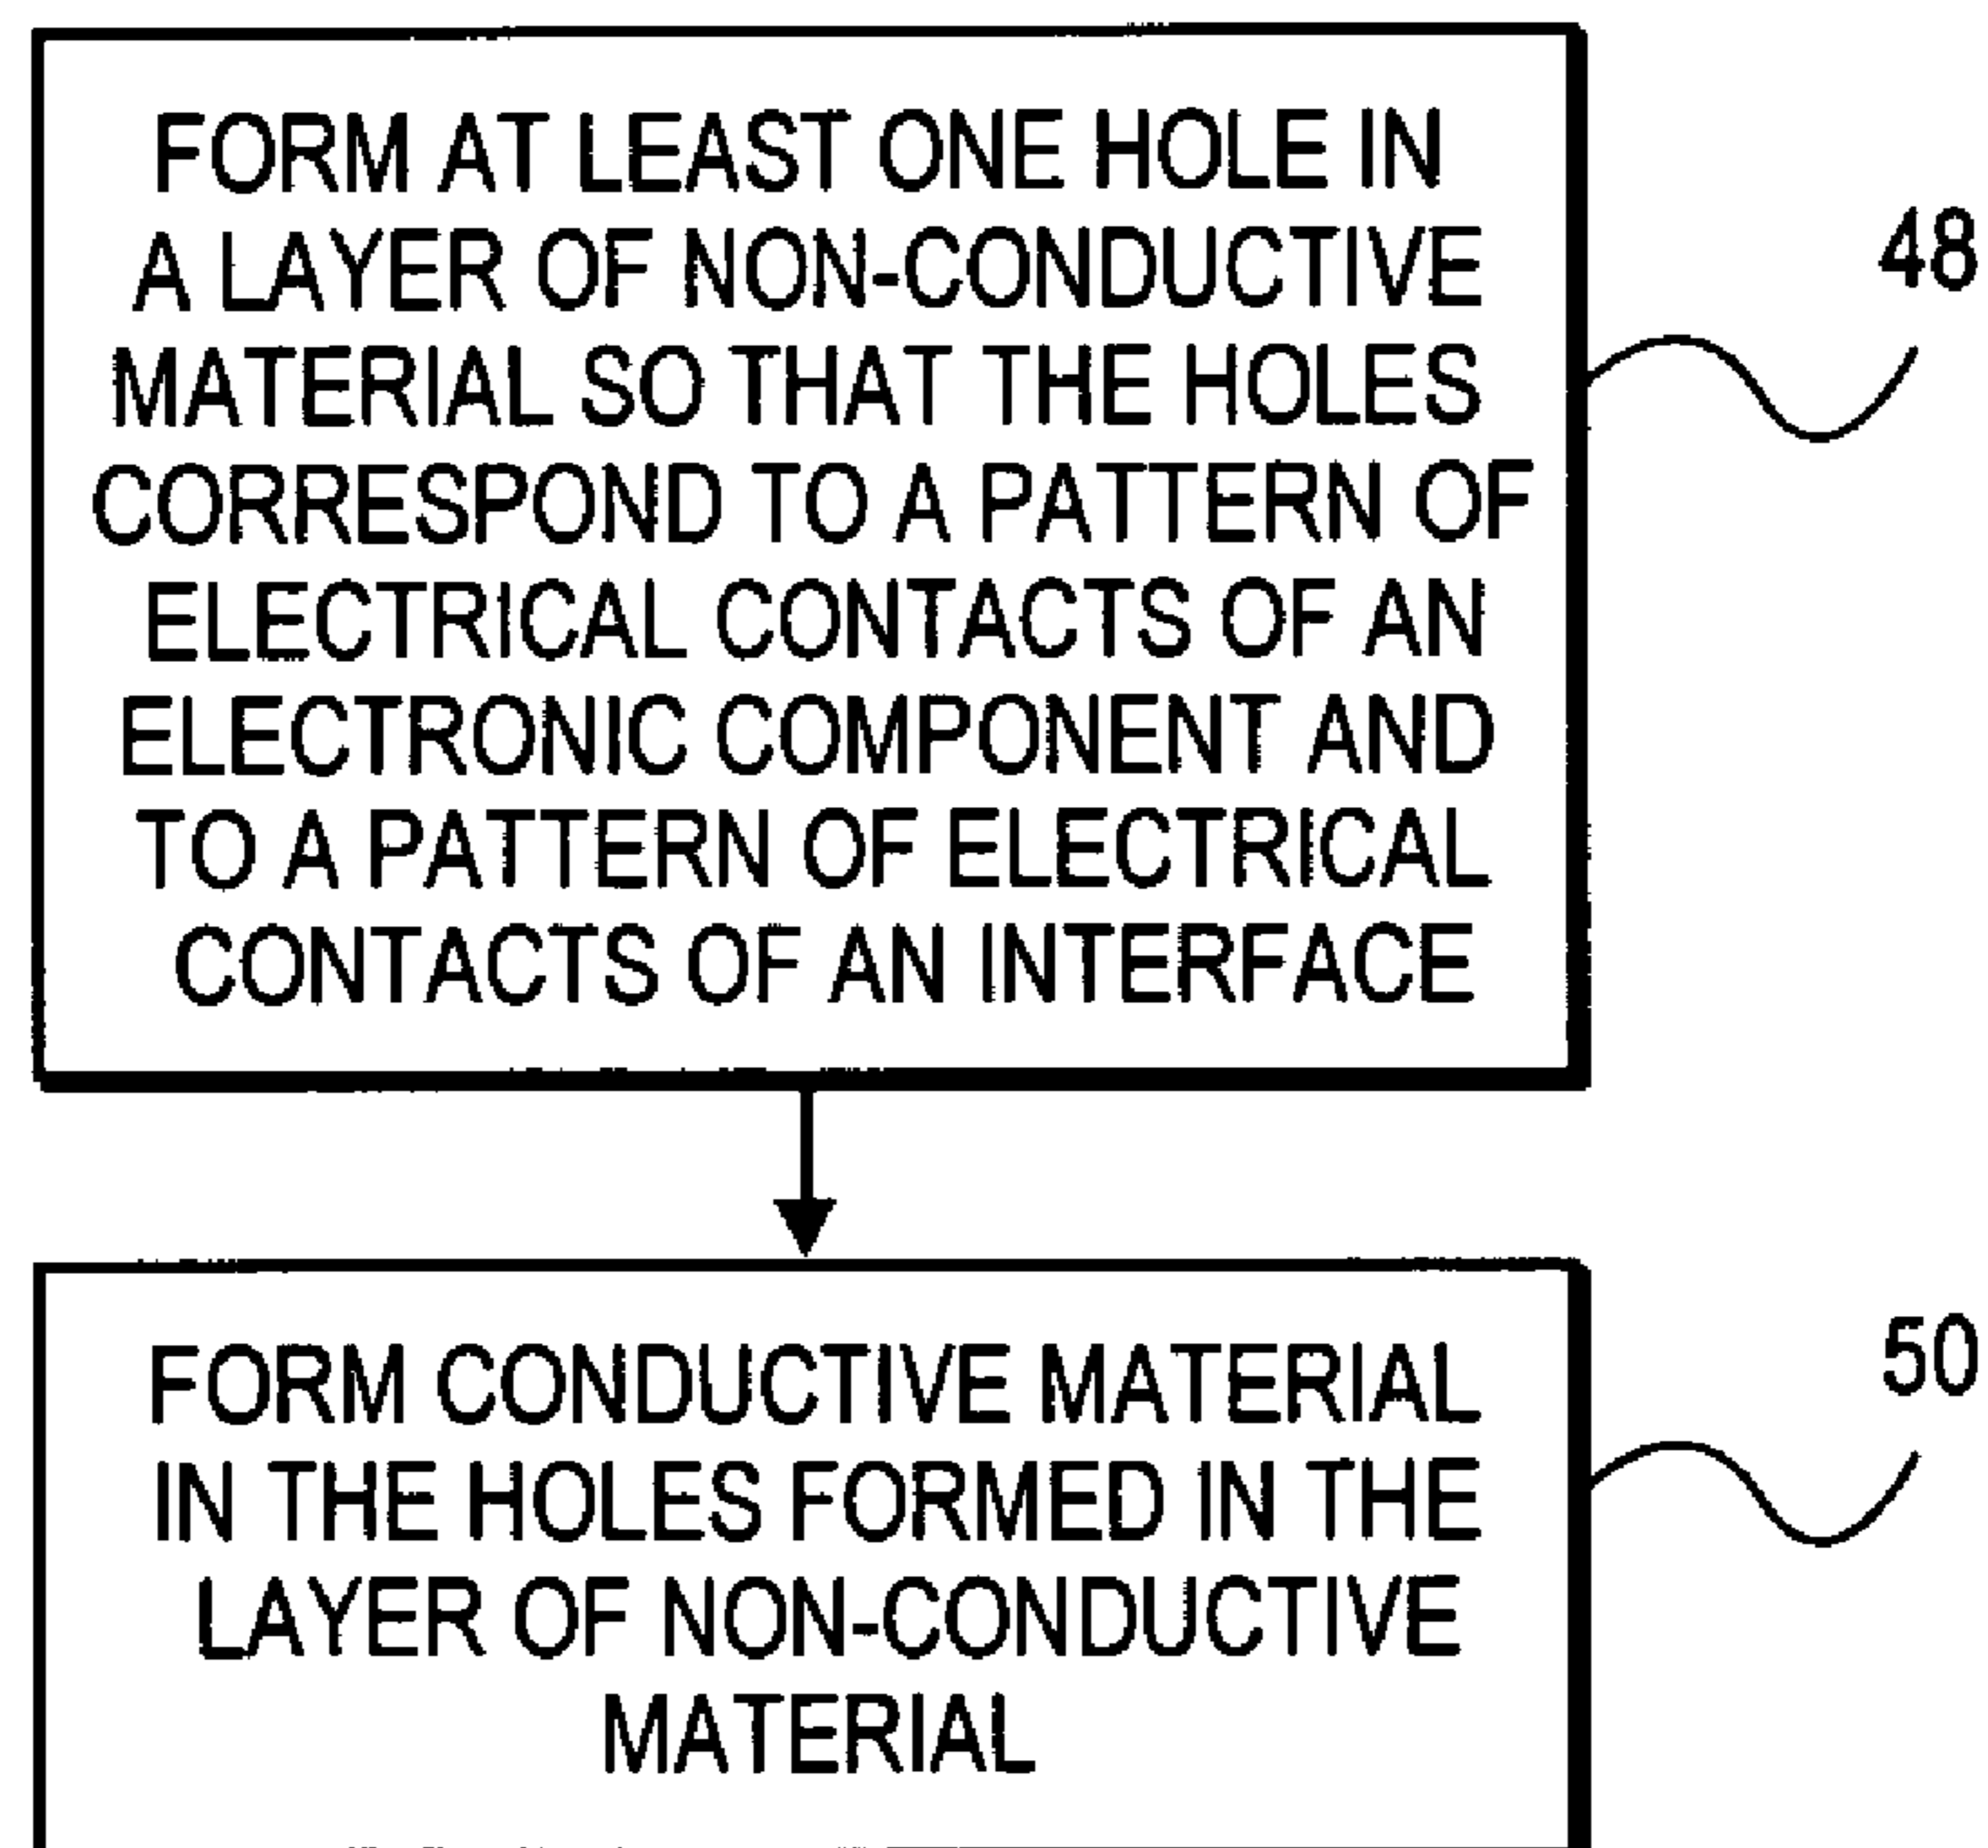 FORM AT LEAST ONE HOLE IN
A LAYER OF NON-CONDUCTIVE
MATERIAL SO THAT THE HOLES
CORRESPOND TO A PATTERN OF
ELECTRICAL CONTACTS OF AN
ELECTRONIC COMPONENT AND
TO A PATTERN OF ELECTRICAL
CONTACTS OF AN INTERFACE
48
FORM CONDUCTIVE MATERIAL
IN THE HOLES FORMED IN THE
LAYER OF NON-CONDUCTIVE
MATERIAL
50